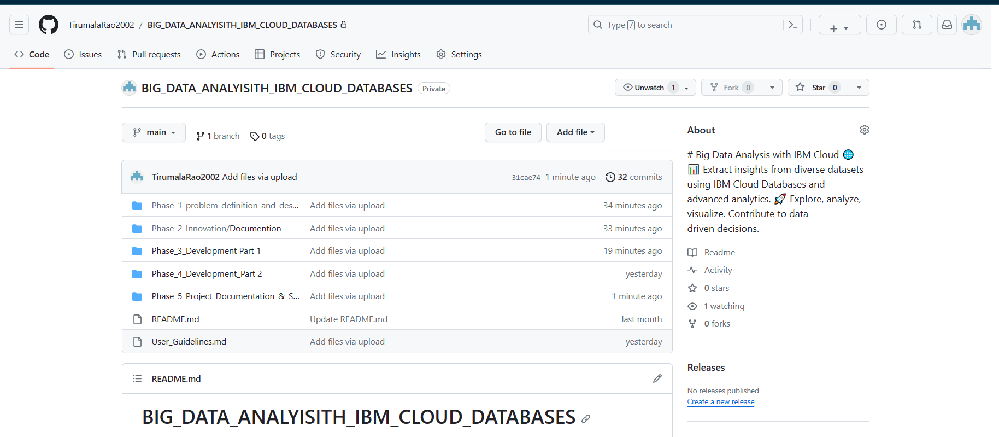 TirumalaRao2002 / BIG_DATA_ANALYISITH_IBM_CLOUD_DATABASES
Type / to search
Code Issues Pull requests Actions Projects Security Insights Settings
BIG_DATA_ANALYISITH_IBM_CLOUD_DATABASES Private
Unwatch 1 Fork 0 Star 0
main 1 branch 0 tags Go to file Add file
TirumalaRao2002 Add files via upload 31cae74 1 minute ago 32 commits
Phase_1_problem_definition_and_des... Add files via upload 34 minutes ago
Phase_2_Innovation/Documention Add files via upload 33 minutes ago
Phase_3_Development Part 1 Add files via upload 19 minutes ago
Phase_4_Development_Part 2 Add files via upload yesterday
Phase_5_Project_Documentation_&_S... Add files via upload 1 minute ago
README.md Update README.md last month
User_Guidelines.md Add files via upload yesterday
README.md
BIG_DATA_ANALYISITH_IBM_CLOUD_DATABASES
About
# Big Data Analysis with IBM Cloud 🌐
📊 Extract insights from diverse datasets
using IBM Cloud Databases and
advanced analytics. 🚀 Explore, analyze,
visualize. Contribute to data-
driven decisions.
Readme
Activity
0 stars
1 watching
0 forks
Releases
No releases published
Create a new release